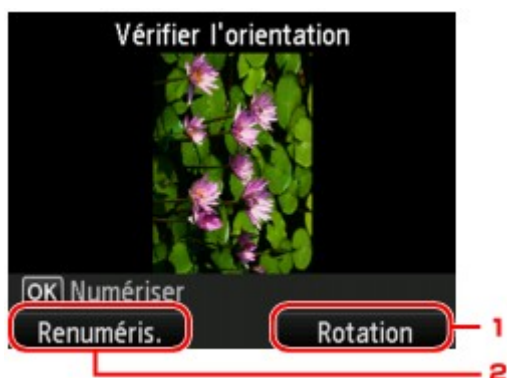 Vérifier l'orientation
OK Numériser
Renuméris. Rotation
1
2